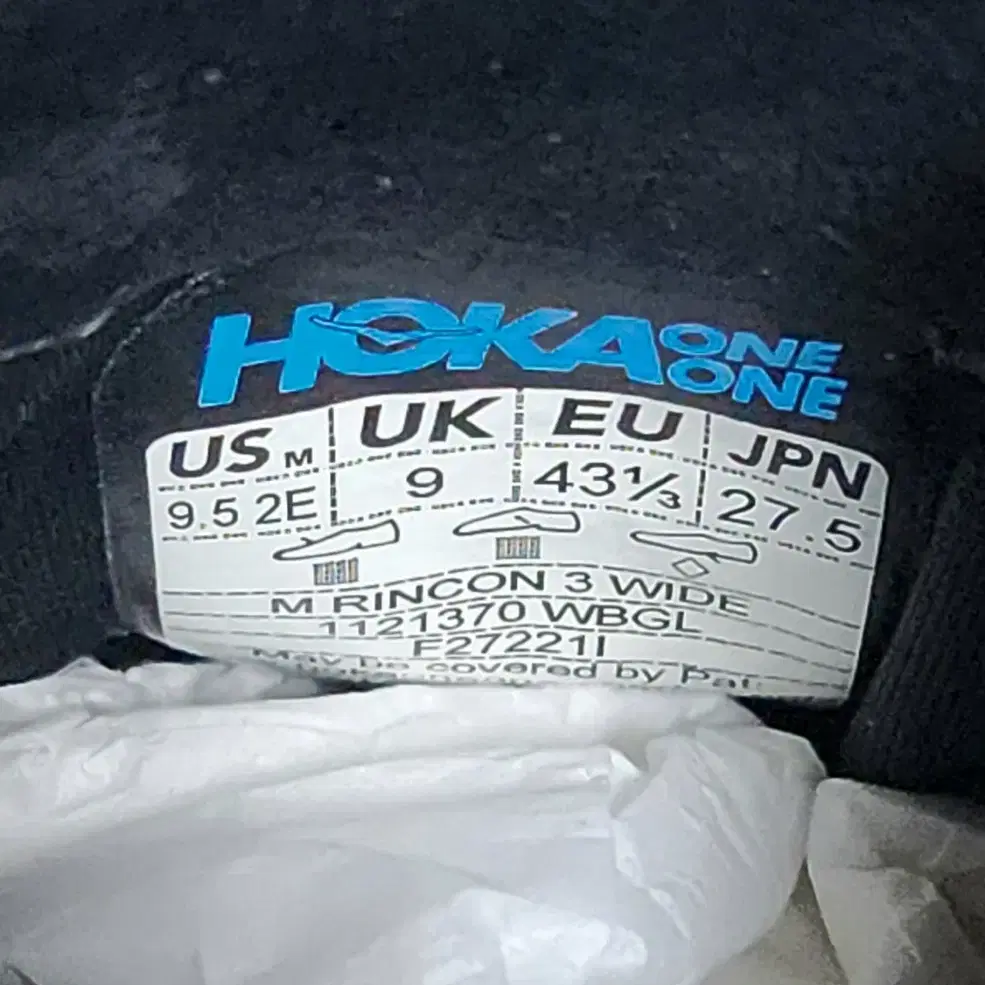 HOKA ONE ONE
US M UK EU JPN
9.5 2E 9 43⅓ 27.5
M RINCON 3 WIDE
1121370 WBGL
F27221I
May be covered by Pat.